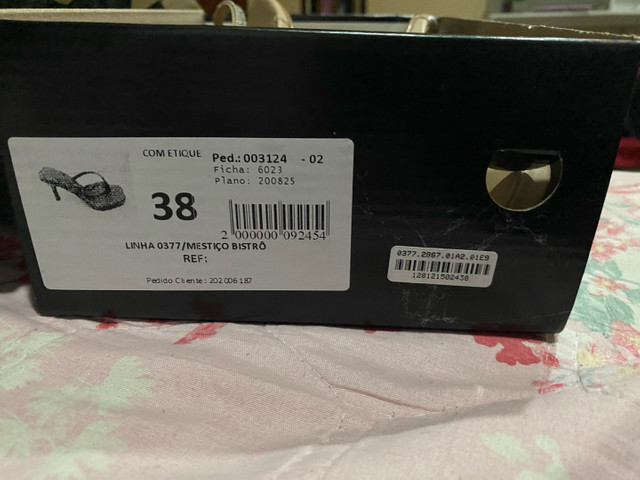 COM ETIQUE
Ped.: 003124 - 02
Ficha: 6023
Plano: 200825
38
2 000000 092454
LINHA 0377/MESTIÇO BISTRÔ
REF:
Pedido Cliente: 202006187
0377.2867.01A2.01E9
128121502438